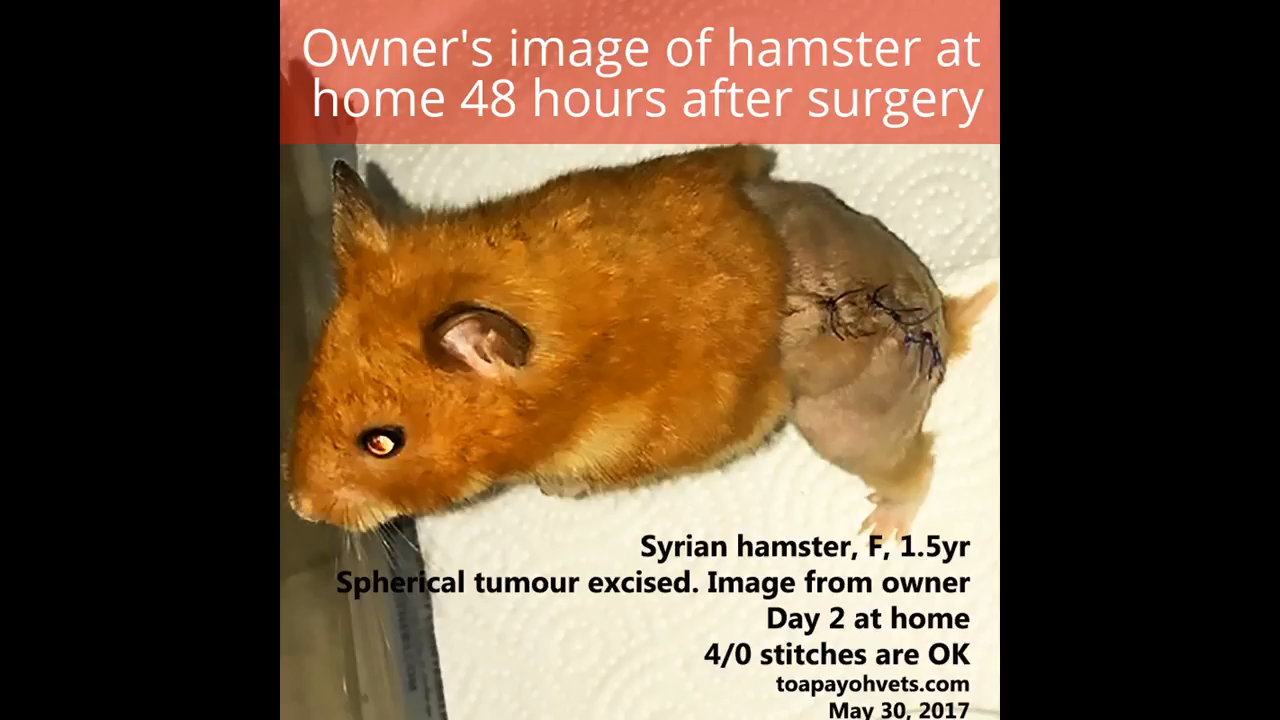 Owner's image of hamster at
home 48 hours after surgery
Syrian hamster, F, 1.5yr
Spherical tumour excised. Image from owner
Day 2 at home
4/0 stitches are OK
toapayohvets.com
May 30, 2017